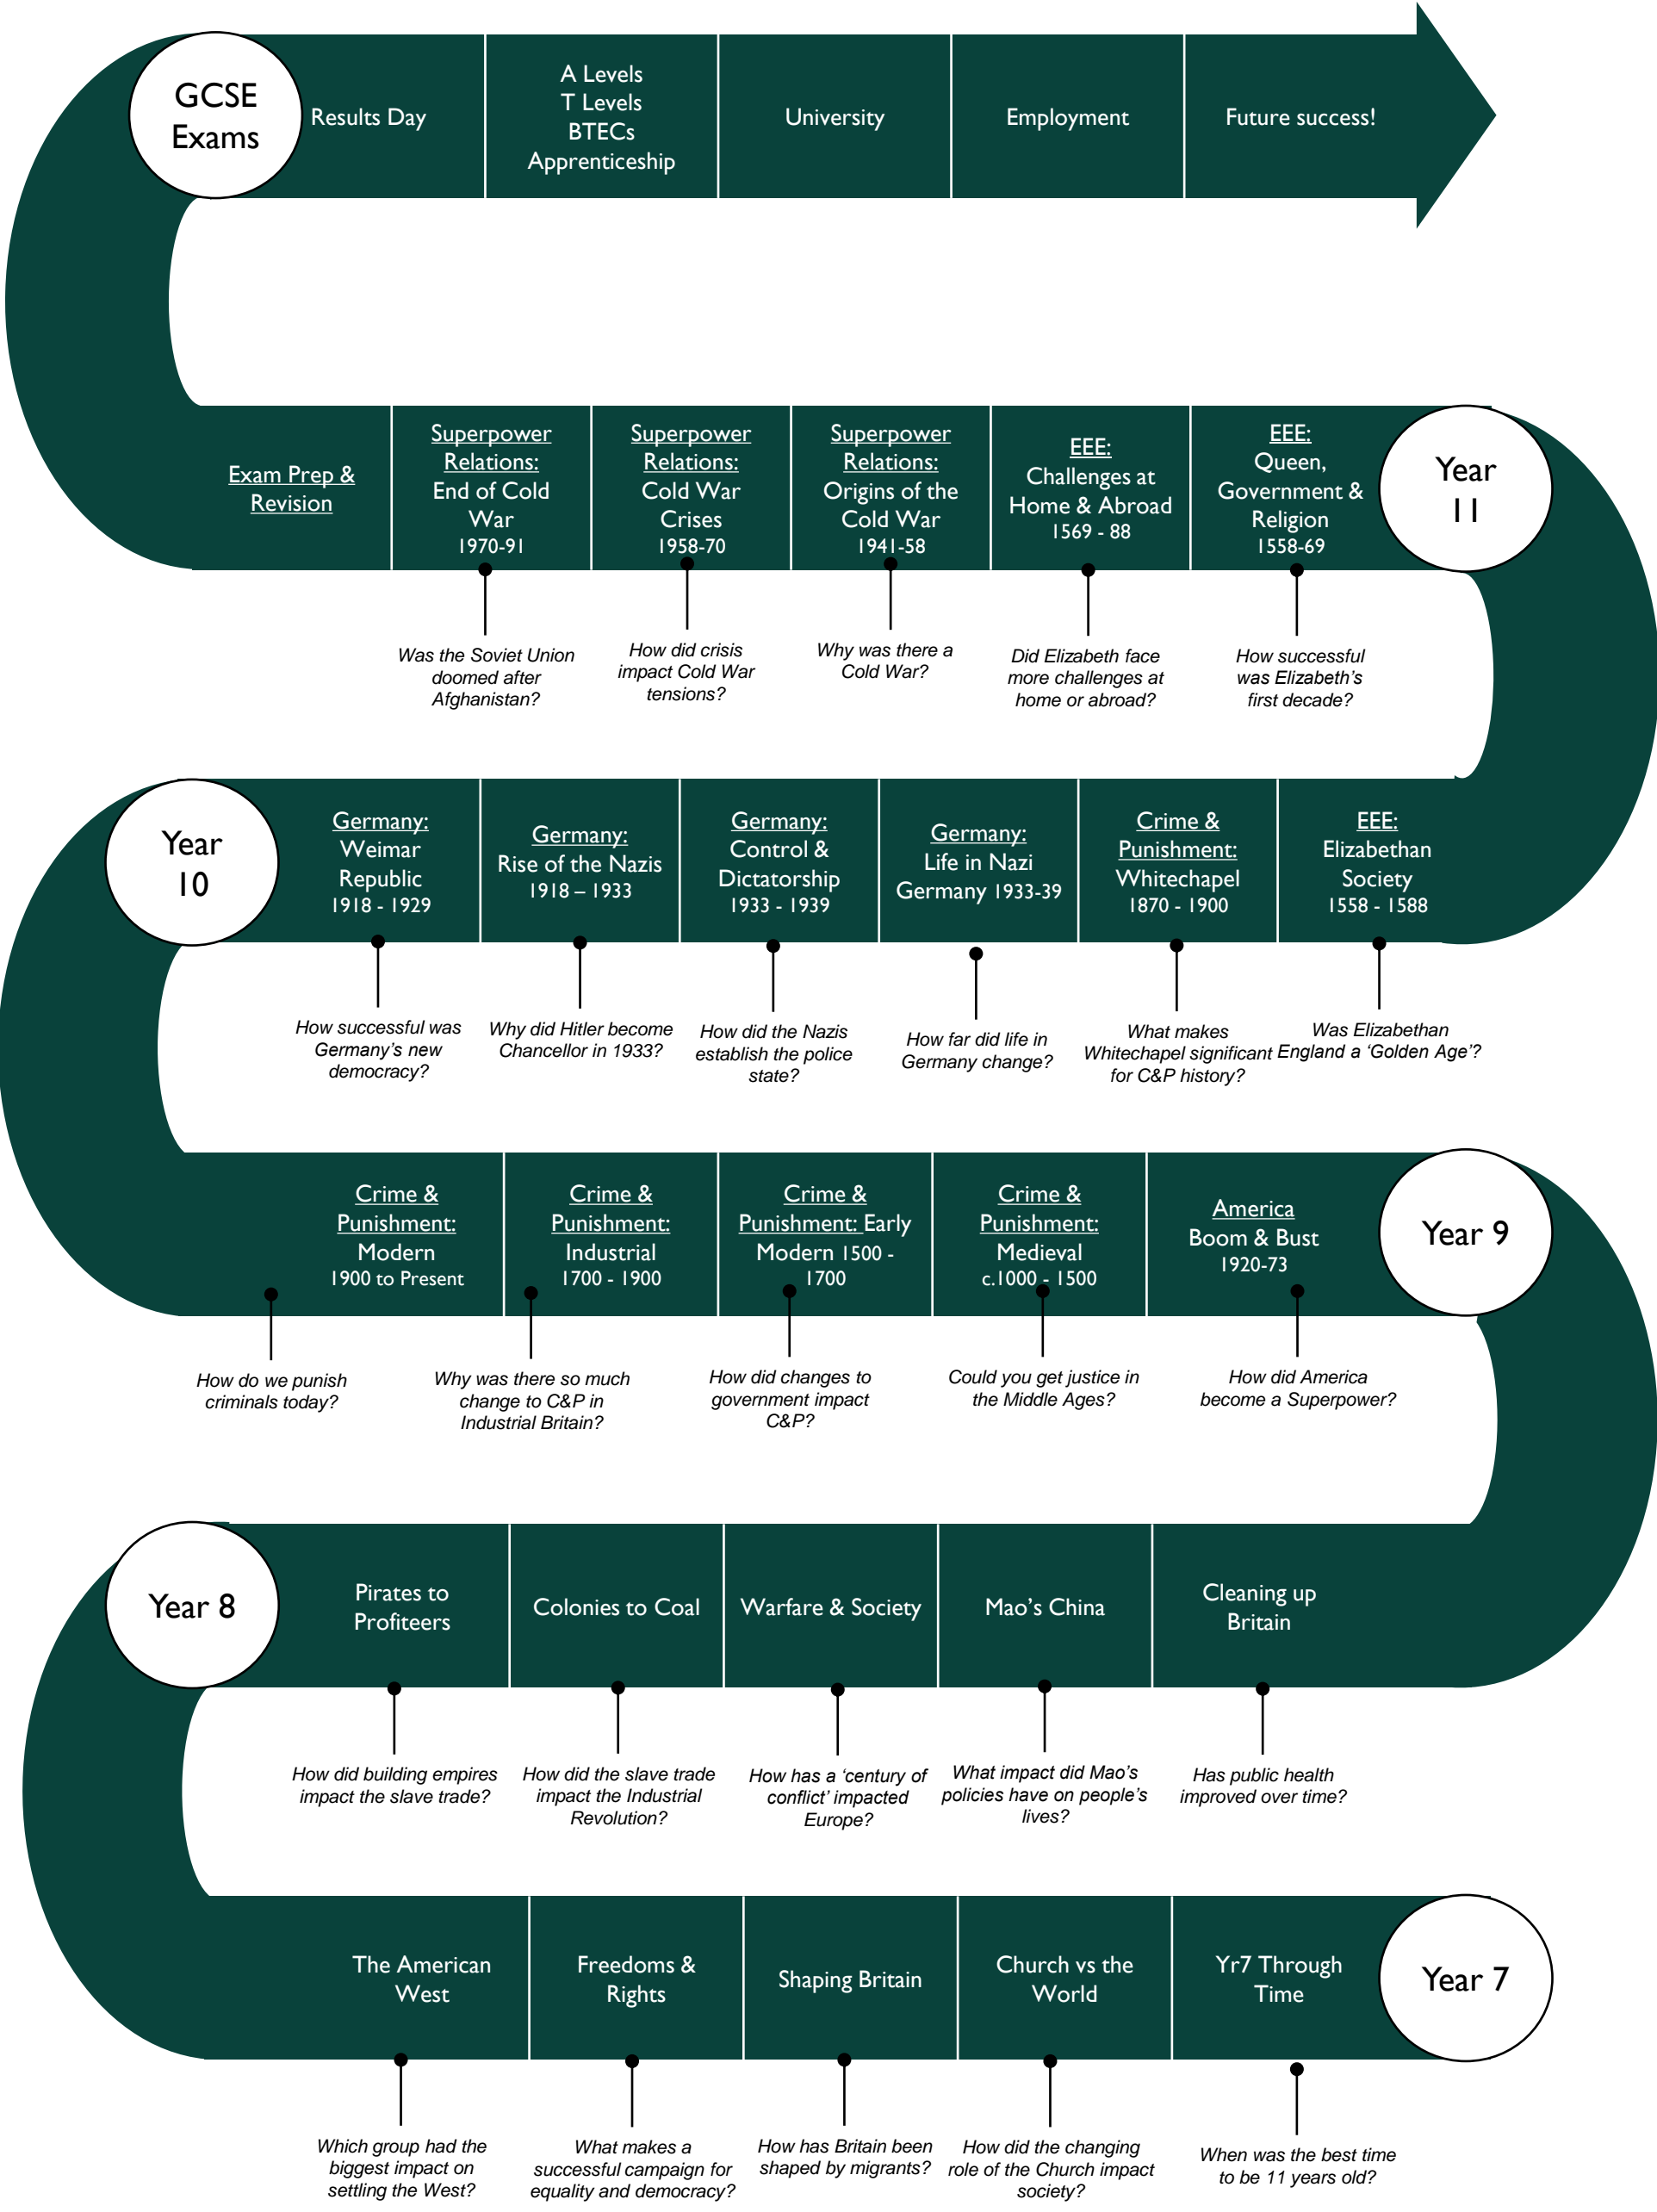 GCSE
Exams
Results Day
A Levels
T Levels
BTECs
Apprenticeship
University
Employment
Future success!
Exam Prep &
Revision
Superpower
Relations:
End of Cold
War
1970-91
Superpower
Relations:
Cold War
Crises
1958-70
Superpower
Relations:
Origins of the
Cold War
1941-58
EEE:
Challenges at
Home & Abroad
1569 - 88
EEE:
Queen,
Government &
Religion
1558-69
Year
11
Was the Soviet Union
doomed after
Afghanistan?
How did crisis
impact Cold War
tensions?
Why was there a
Cold War?
Did Elizabeth face
more challenges at
home or abroad?
How successful
was Elizabeth's
first decade?
Year
10
Germany:
Weimar
Republic
1918 - 1929
Germany:
Rise of the Nazis
1918 – 1933
Germany:
Control &
Dictatorship
1933 - 1939
Germany:
Life in Nazi
Germany 1933-39
Crime &
Punishment:
Whitechapel
1870 - 1900
EEE:
Elizabethan
Society
1558 - 1588
How successful was
Germany's new
democracy?
Why did Hitler become
Chancellor in 1933?
How did the Nazis
establish the police
state?
How far did life in
Germany change?
What makes
Whitechapel significant
for C&P history?
Was Elizabethan
England a 'Golden Age'?
Crime &
Punishment:
Modern
1900 to Present
Crime &
Punishment:
Industrial
1700 - 1900
Crime &
Punishment: Early
Modern 1500 -
1700
Crime &
Punishment:
Medieval
c.1000 - 1500
America
Boom & Bust
1920-73
Year 9
How do we punish
criminals today?
Why was there so much
change to C&P in
Industrial Britain?
How did changes to
government impact
C&P?
Could you get justice in
the Middle Ages?
How did America
become a Superpower?
Year 8
Pirates to
Profiteers
Colonies to Coal
Warfare & Society
Mao's China
Cleaning up
Britain
How did building empires
impact the slave trade?
How did the slave trade
impact the Industrial
Revolution?
How has a 'century of
conflict' impacted
Europe?
What impact did Mao's
policies have on people's
lives?
Has public health
improved over time?
The American
West
Freedoms &
Rights
Shaping Britain
Church vs the
World
Yr7 Through
Time
Year 7
Which group had the
biggest impact on
settling the West?
What makes a
successful campaign for
equality and democracy?
How has Britain been
shaped by migrants?
How did the changing
role of the Church impact
society?
When was the best time
to be 11 years old?